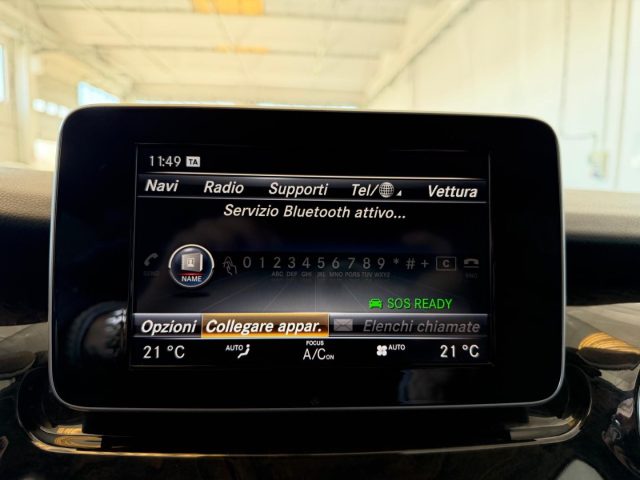 11:49 TA
Navi Radio Supporti Tel/ Vettura
Servizio Bluetooth attivo...
NAME 0 1 2 3 4 5 6 7 8 9 * # + C
SEND ABC DEF GHI JKL MNO PQRS TUV WXYZ END
SOS READY
Opzioni Collegare appar. Elenchi chiamate
21 °C AUTO FOCUS A/C ON AUTO 21 °C